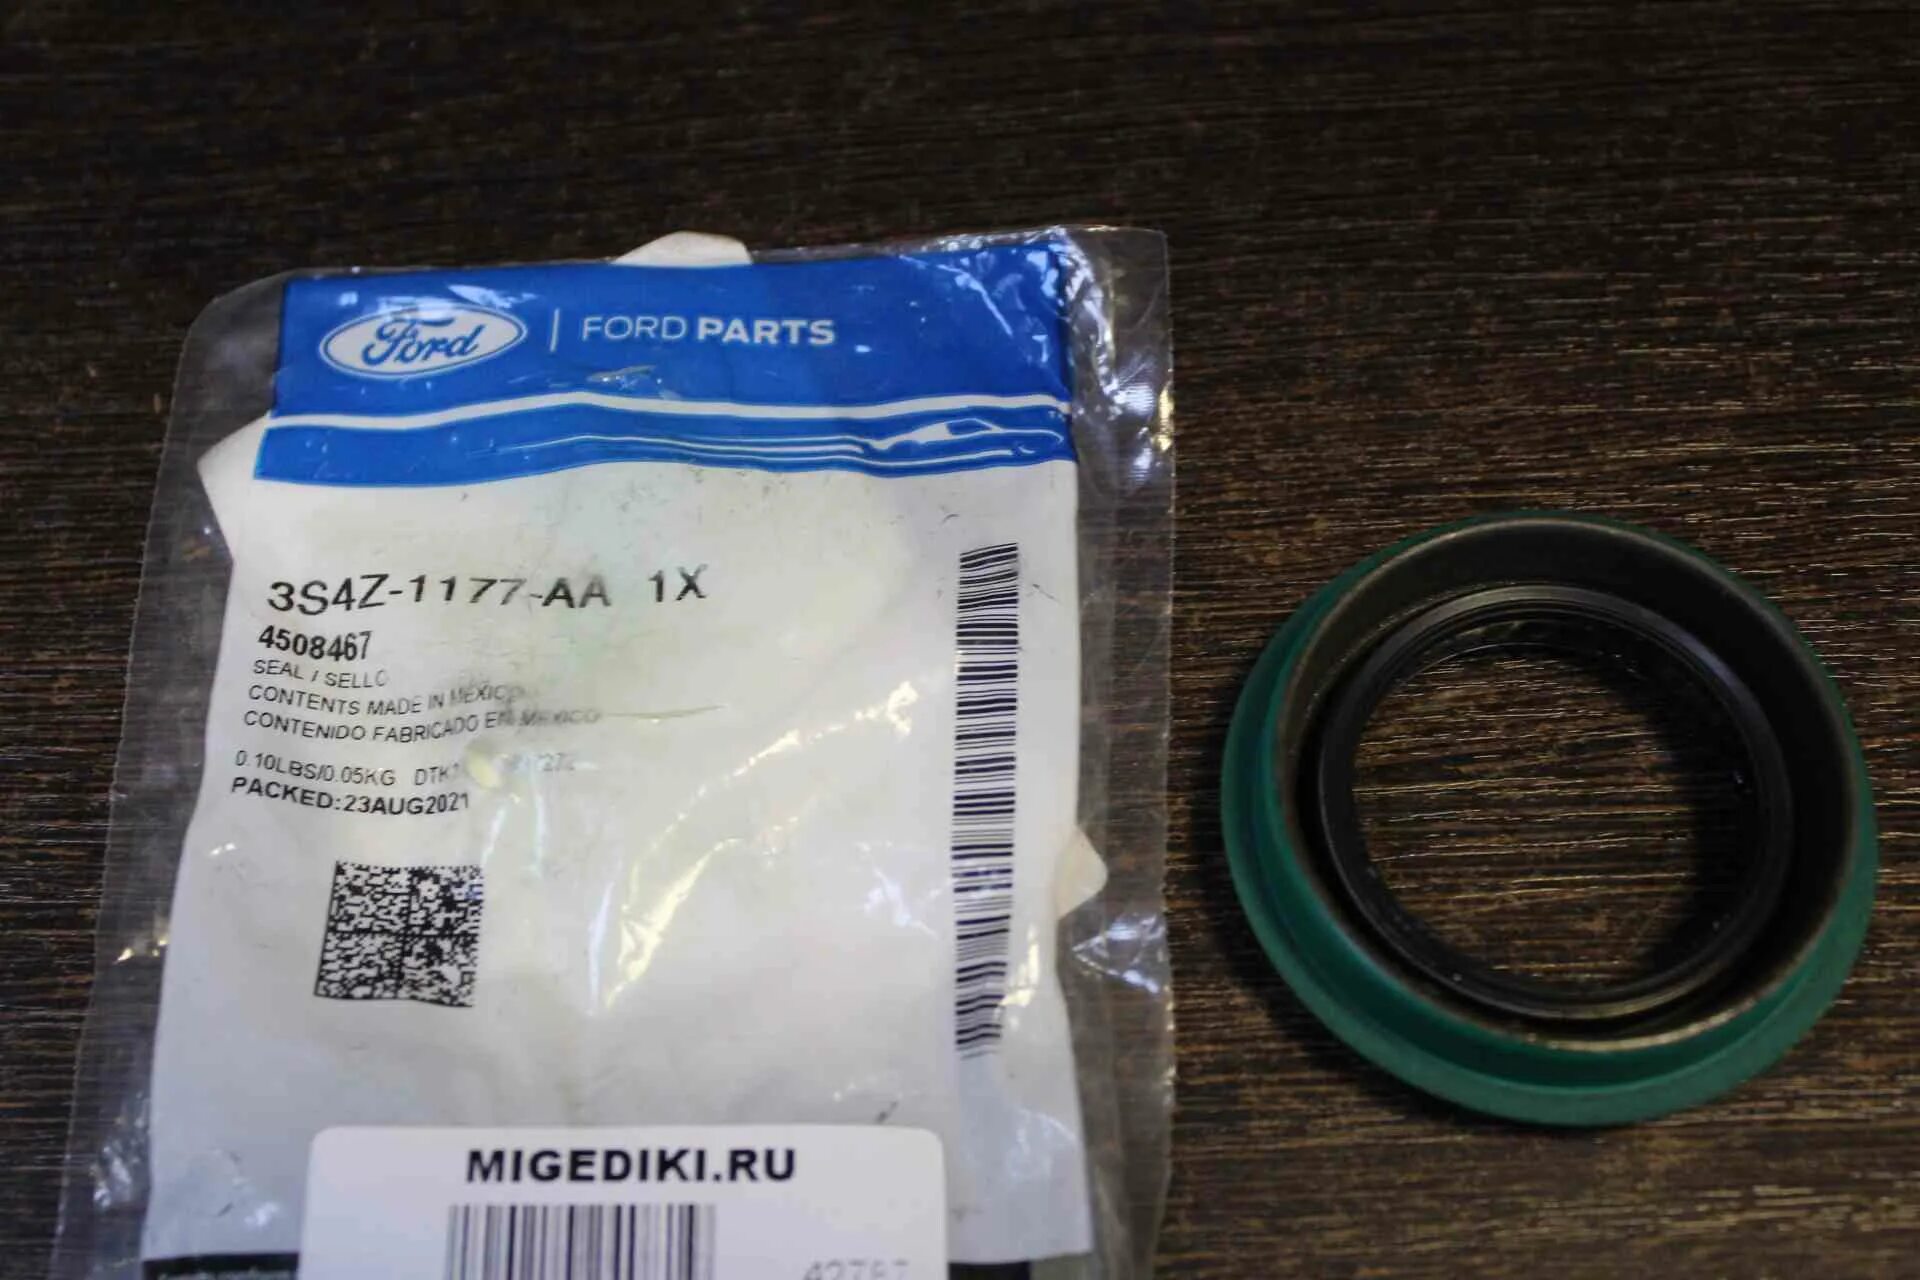 Ford | FORD PARTS
3S4Z-1177-AA 1X
4508467
SEAL / SELLO
CONTENTS MADE IN MEXICO
CONTENIDO FABRICADO EN MEXICO
0.10LBS/0.05KG
PACKED:23AUG2021
MIGEDIKI.RU
42787